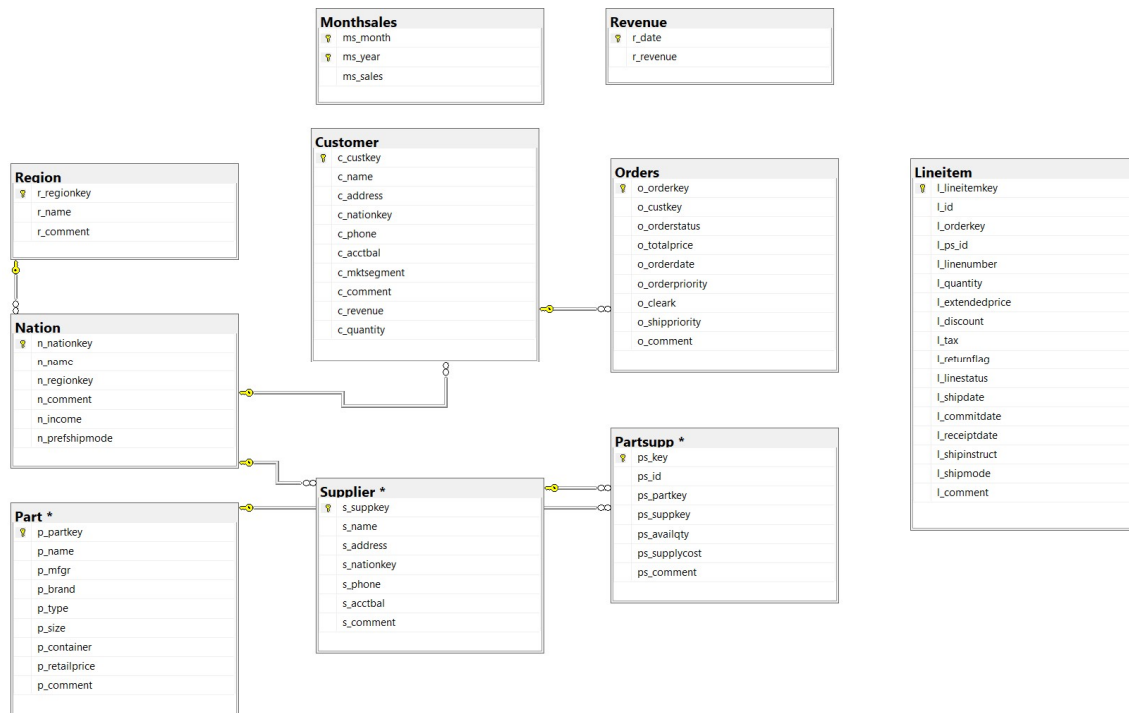 Monthsales
ms_month
ms_year
ms_sales
Revenue
r_date
r_revenue
Region
r_regionkey
r_name
r_comment
Customer
c_custkey
c_name
c_address
c_nationkey
c_phone
c_acctbal
c_mktsegment
c_comment
c_revenue
c_quantity
Orders
o_orderkey
o_custkey
o_orderstatus
o_totalprice
o_orderdate
o_orderpriority
o_cleark
o_shippriority
o_comment
Lineitem
l_lineitemkey
l_id
l_orderkey
l_ps_id
l_linenumber
l_quantity
l_extendedprice
l_discount
l_tax
l_returnflag
l_linestatus
l_shipdate
l_commitdate
l_receiptdate
l_shipinstruct
l_shipmode
l_comment
Nation
n_nationkey
n_name
n_regionkey
n_comment
n_income
n_prefshipmode
Part *
p_partkey
p_name
p_mfgr
p_brand
p_type
p_size
p_container
p_retailprice
p_comment
Supplier *
s_suppkey
s_name
s_address
s_nationkey
s_phone
s_acctbal
s_comment
Partsupp *
ps_key
ps_id
ps_partkey
ps_suppkey
ps_availqty
ps_supplycost
ps_comment